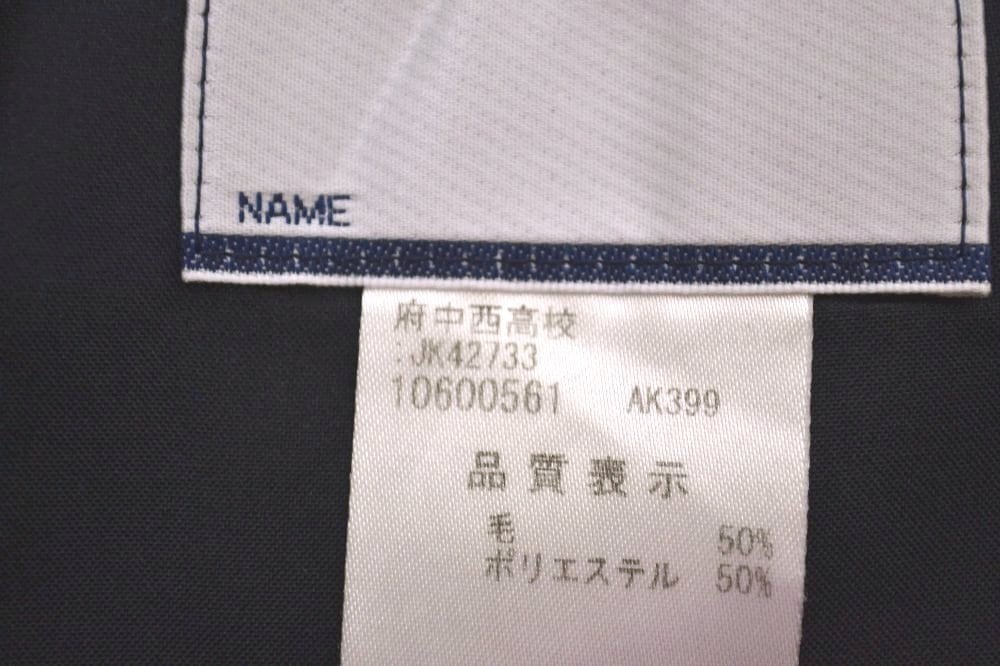 NAME
府中西高校
:JK42733
10600561 AK399
品質表示
毛 50%
ポリエステル 50%